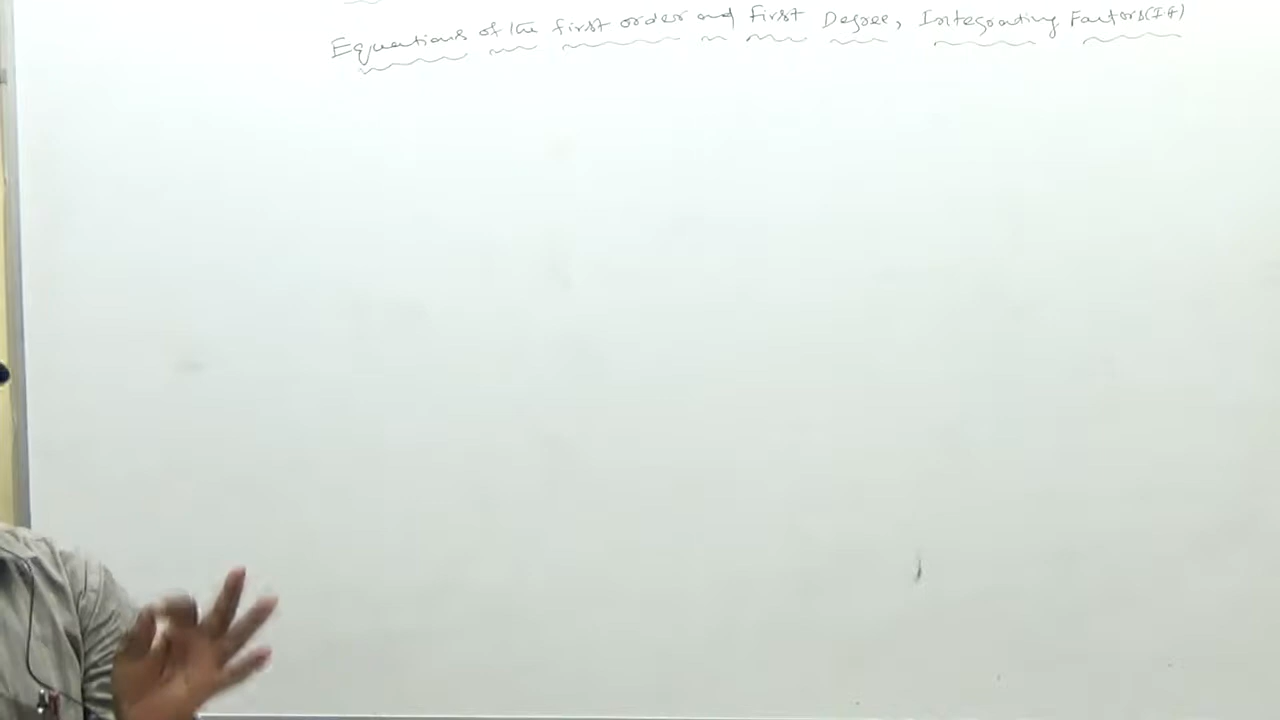 Equations of the first order and First Degree, Integrating Factors(IF)